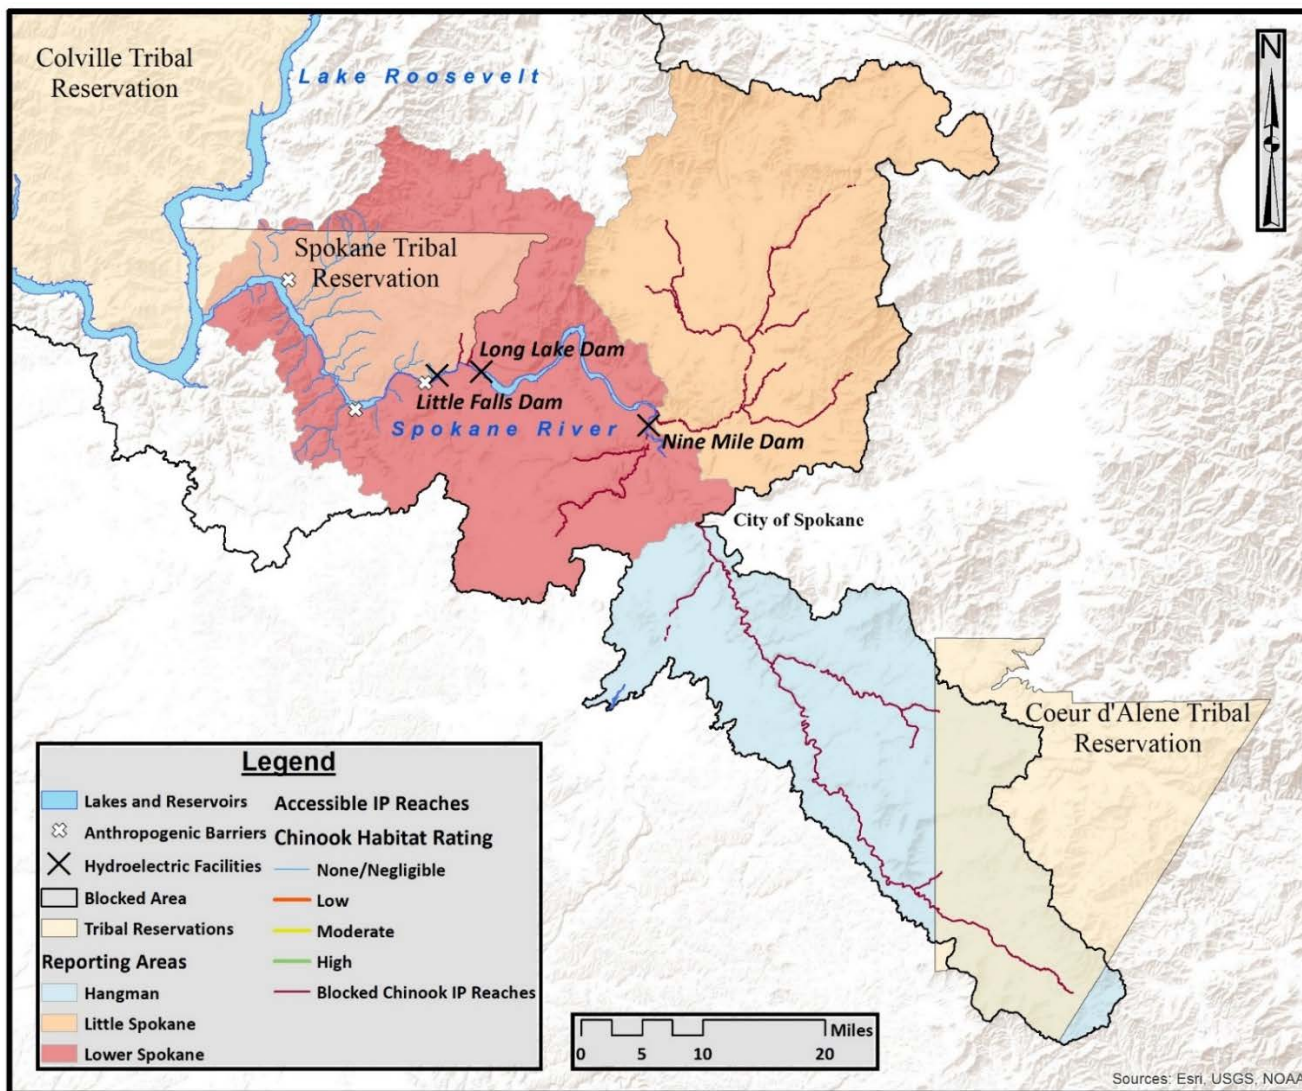 Colville Tribal
Reservation
Lake Roosevelt
N
Spokane Tribal
Reservation
Long Lake Dam
Little Falls Dam
Spokane River
Nine Mile Dam
City of Spokane
Coeur d'Alene Tribal
Reservation
Legend
Lakes and Reservoirs
Anthropogenic Barriers
Hydroelectric Facilities
Blocked Area
Tribal Reservations
Reporting Areas
Hangman
Little Spokane
Lower Spokane
Accessible IP Reaches
Chinook Habitat Rating
None/Negligible
Low
Moderate
High
Blocked Chinook IP Reaches
Miles
0 5 10 20
Sources: Esri, USGS, NOAA